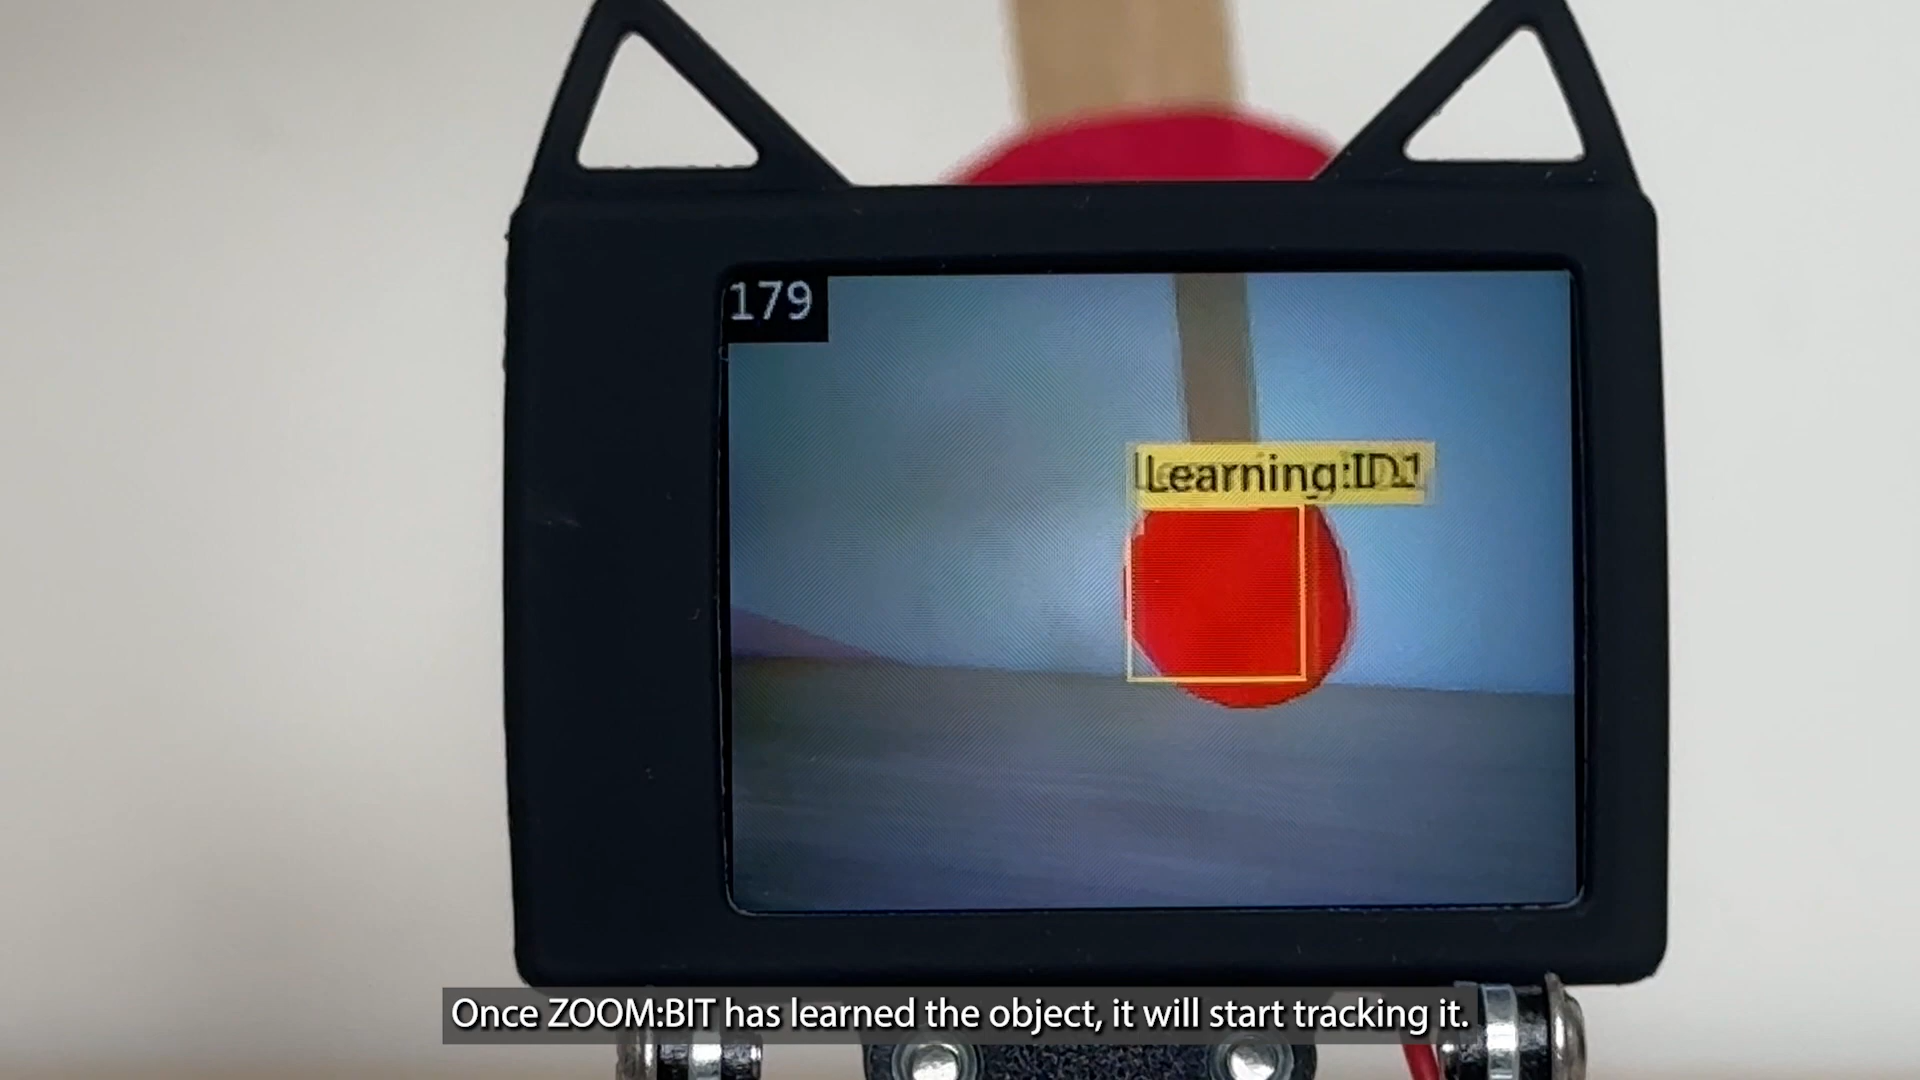 179
Learning:ID1
Once ZOOM:BIT has learned the object, it will start tracking it.